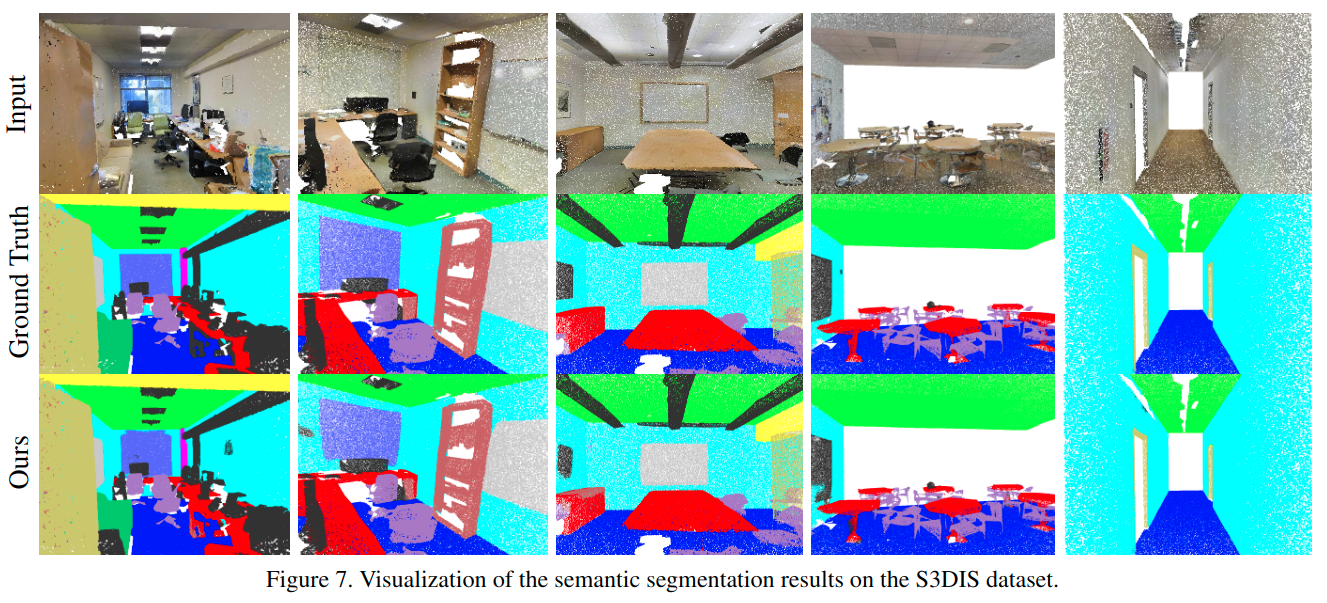 Input
Ground Truth
Ours
Figure 7. Visualization of the semantic segmentation results on the S3DIS dataset.